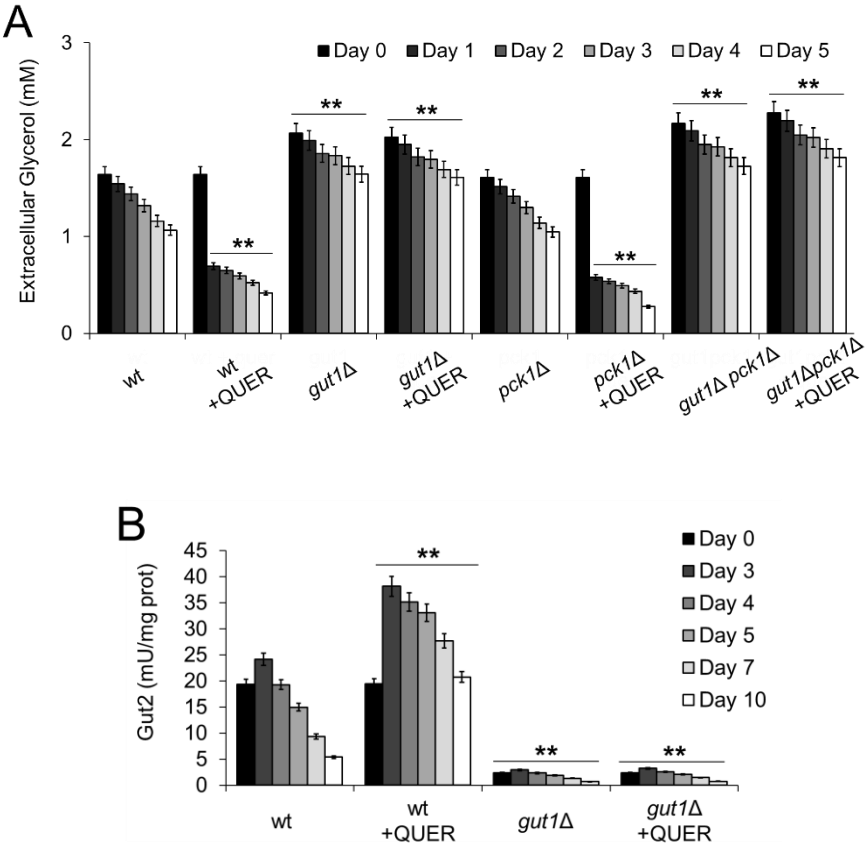 A
Extracellular Glycerol (mM)
3
2
1
0
Day 0 Day 1 Day 2 Day 3 Day 4 Day 5
**
**
**
**
**
**
wt
wt
+QUER
gut1Δ
gut1Δ
+QUER
pck1Δ
pck1Δ
+QUER
gut1Δ pck1Δ
gut1Δpck1Δ
+QUER
B
Gut2 (mU/mg prot)
45
40
35
30
25
20
15
10
5
0
**
**
**
Day 0
Day 3
Day 4
Day 5
Day 7
Day 10
wt
wt
+QUER
gut1Δ
gut1Δ
+QUER